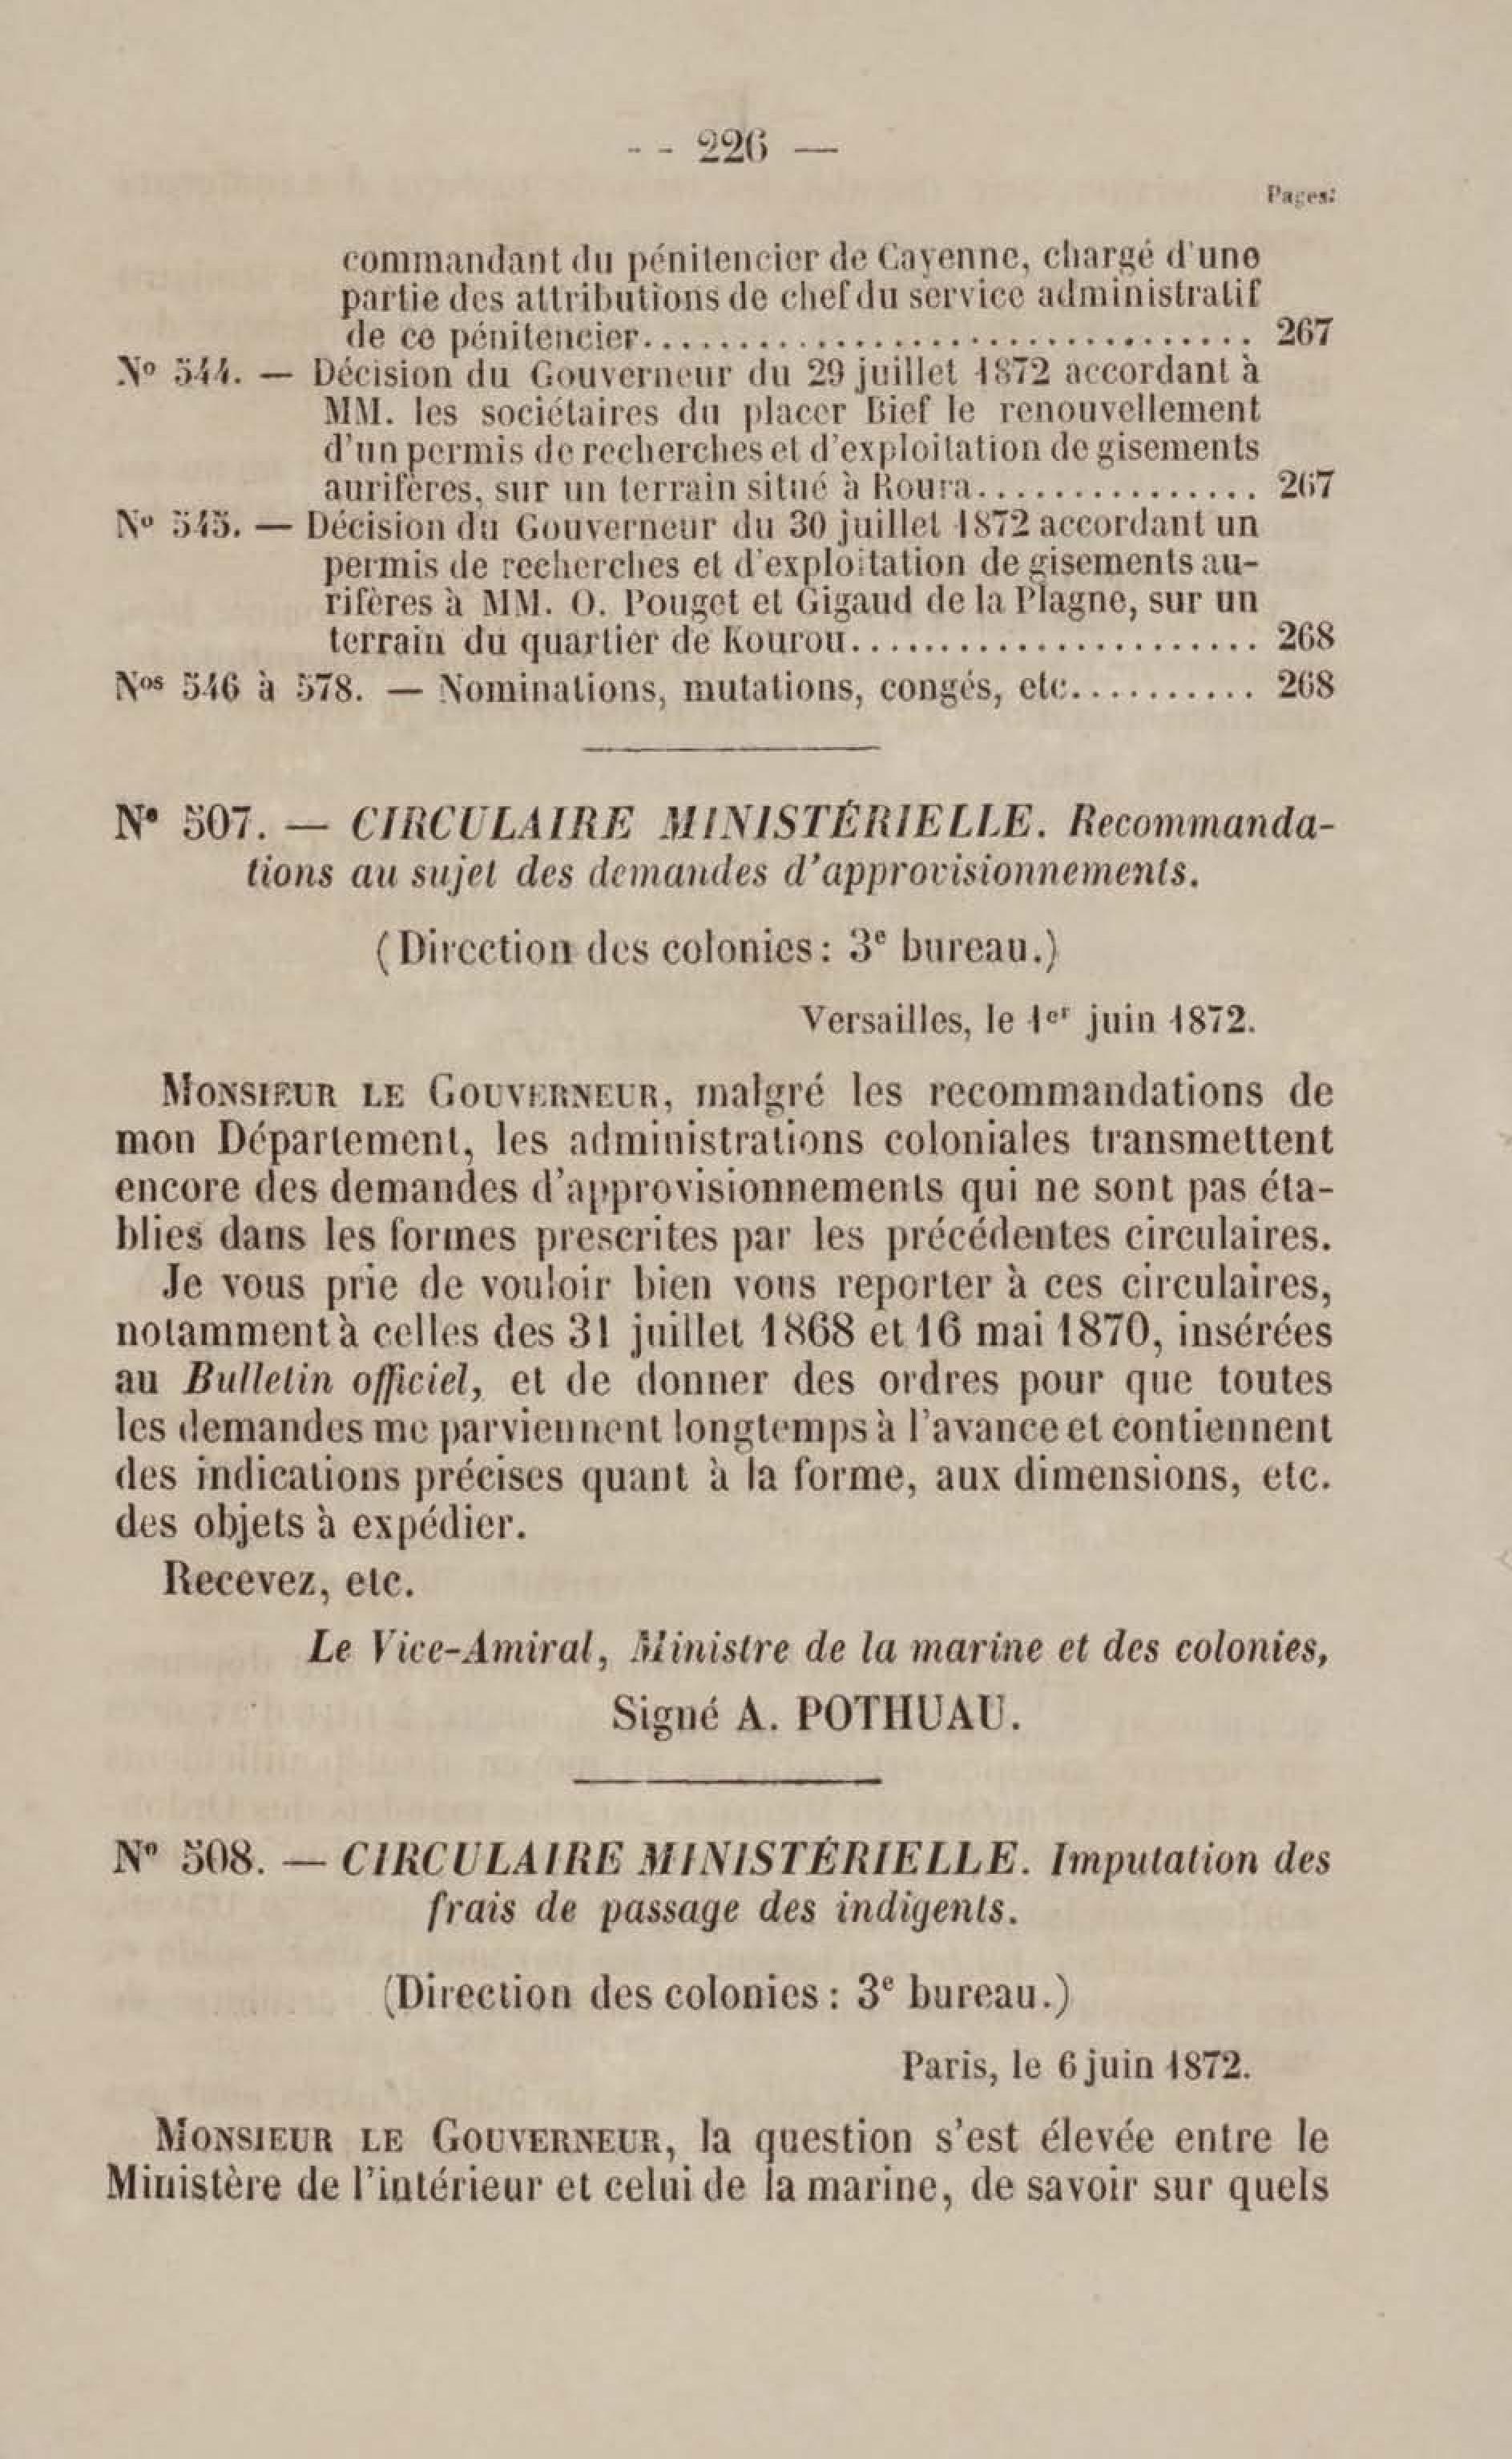 -- 226 —
Pages:
commandant du pénitencier de Cayenne, chargé d'une
partie des attributions de chef du service administratif
de ce pénitencier................................ 267
N° 544. — Décision du Gouverneur du 29 juillet 1872 accordant à
MM. les sociétaires du placer Bief le renouvellement
d'un permis de recherches et d'exploitation de gisements
aurifères, sur un terrain situé à Roura............... 267
N° 545. — Décision du Gouverneur du 30 juillet 1872 accordant un
permis de recherches et d'exploitation de gisements au-
rifères à MM. O. Pouget et Gigaud de la Plagne, sur un
terrain du quartier de Kourou...................... 268
Nos 546 à 578. — Nominations, mutations, congés, etc.......... 268
N° 507. — CIRCULAIRE MINISTÉRIELLE. Recommanda-
tions au sujet des demandes d'approvisionnements.
(Direction des colonies: 3e bureau.)
Versailles, le 1er juin 1872.
MONSIEUR LE GOUVERNEUR, malgré les recommandations de
mon Département, les administrations coloniales transmettent
encore des demandes d'approvisionnements qui ne sont pas éta-
blies dans les formes prescrites par les précédentes circulaires.
Je vous prie de vouloir bien vous reporter à ces circulaires,
notamment à celles des 31 juillet 1868 et 16 mai 1870, insérées
au Bulletin officiel, et de donner des ordres pour que toutes
les demandes me parviennent longtemps à l'avance et contiennent
des indications précises quant à la forme, aux dimensions, etc.
des objets à expédier.
Recevez, etc.
Le Vice-Amiral, Ministre de la marine et des colonies,
Signé A. POTHUAU.
N° 508. — CIRCULAIRE MINISTÉRIELLE. Imputation des
frais de passage des indigents.
(Direction des colonies : 3e bureau.)
Paris, le 6 juin 1872.
MONSIEUR LE GOUVERNEUR, la question s'est élevée entre le
Ministère de l'intérieur et celui de la marine, de savoir sur quels